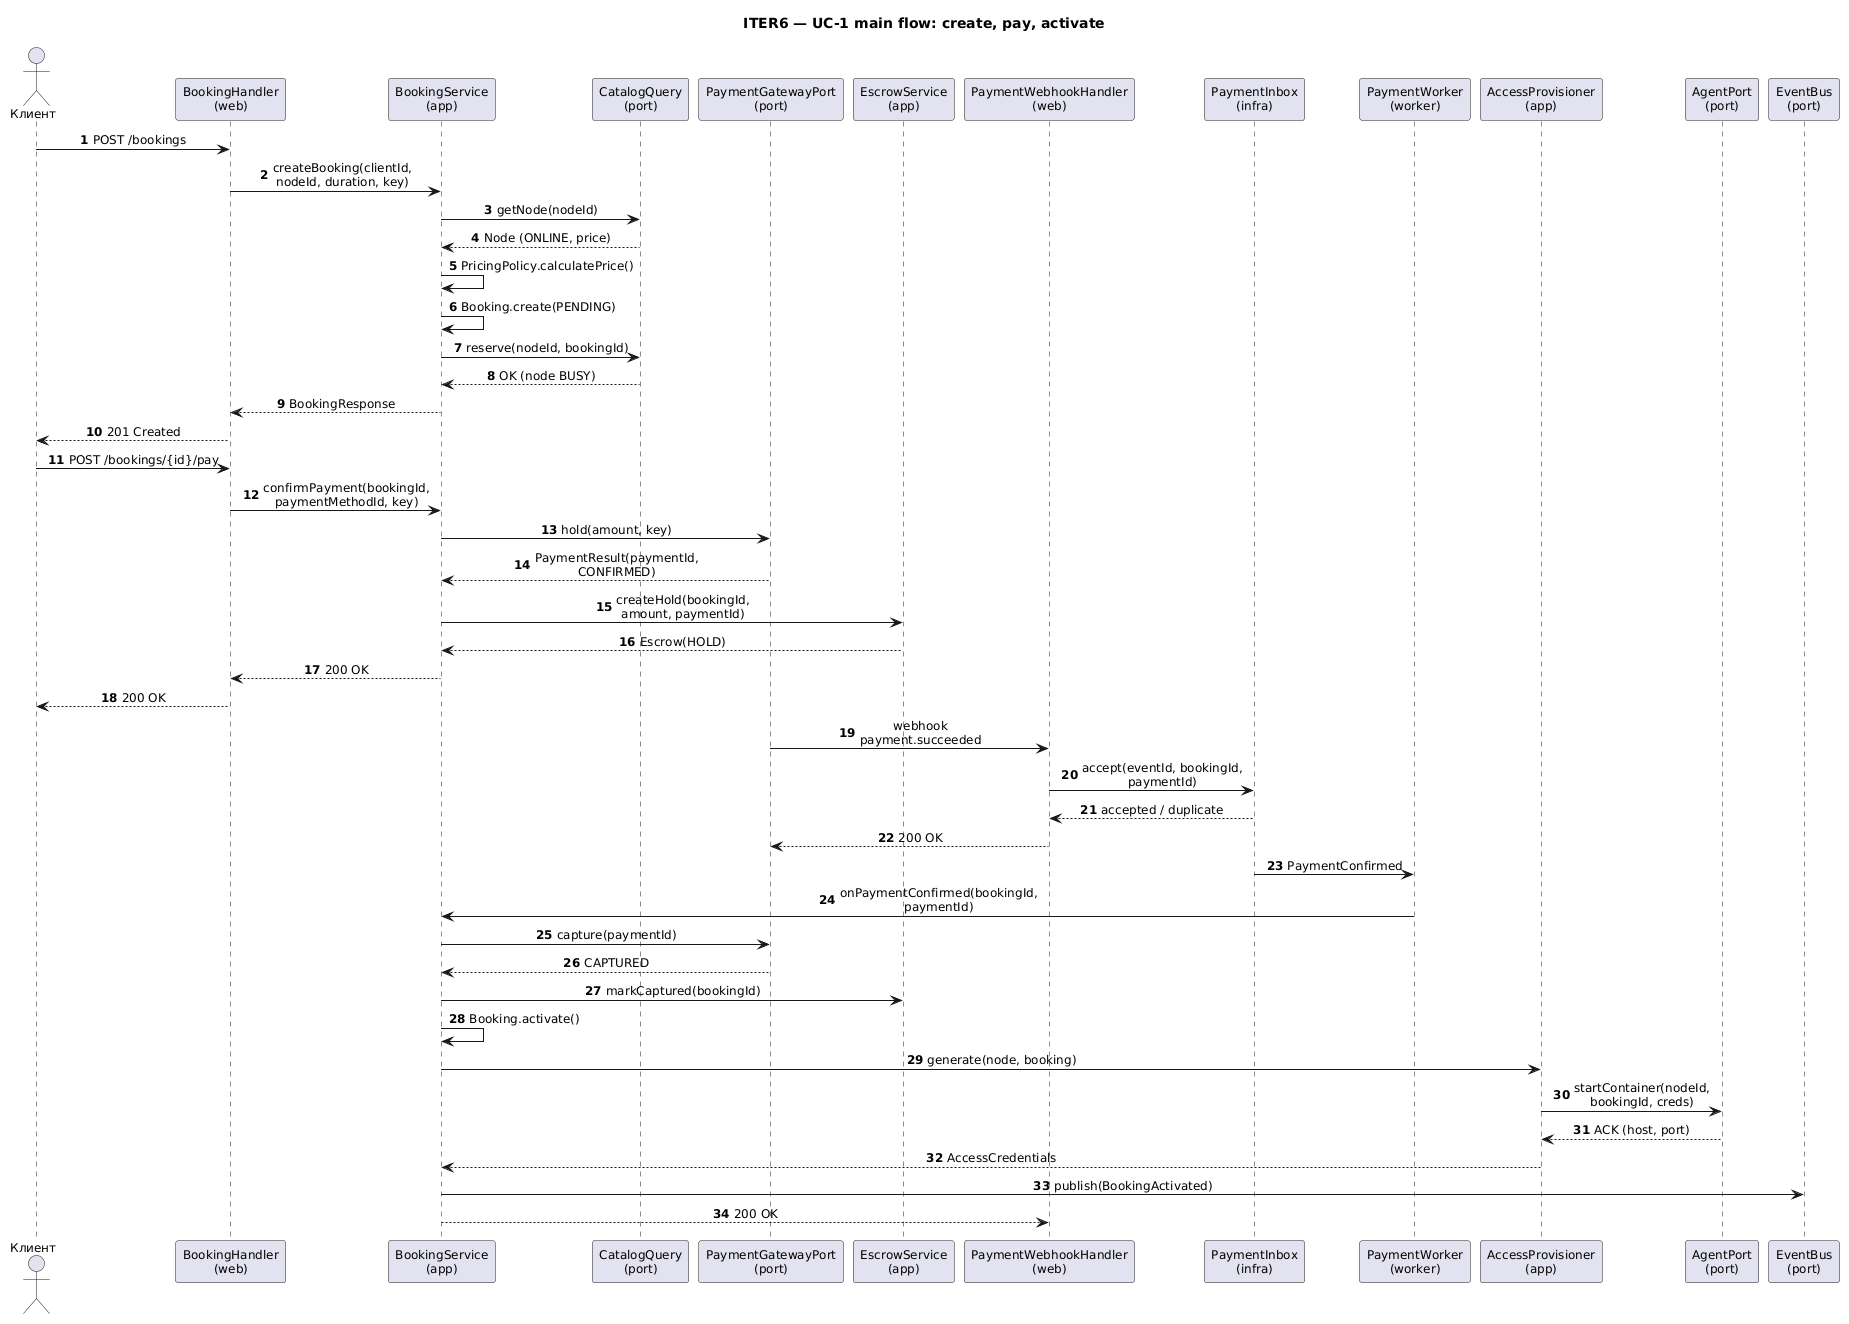 ITER6 — UC-1 main flow: create, pay, activate
Клиент
BookingHandler
(web)
BookingService
(app)
CatalogQuery
(port)
PaymentGatewayPort
(port)
EscrowService
(app)
PaymentWebhookHandler
(web)
PaymentInbox
(infra)
PaymentWorker
(worker)
AccessProvisioner
(app)
AgentPort
(port)
EventBus
(port)
1 POST /bookings
2 createBooking(clientId,
nodeId, duration, key)
3 getNode(nodeId)
4 Node (ONLINE, price)
5 PricingPolicy.calculatePrice()
6 Booking.create(PENDING)
7 reserve(nodeId, bookingId)
8 OK (node BUSY)
9 BookingResponse
10 201 Created
11 POST /bookings/{id}/pay
12 confirmPayment(bookingId,
paymentMethodId, key)
13 hold(amount, key)
14 PaymentResult(paymentId,
CONFIRMED)
15 createHold(bookingId,
amount, paymentId)
16 Escrow(HOLD)
17 200 OK
18 200 OK
19 webhook
payment.succeeded
20 accept(eventId, bookingId,
paymentId)
21 accepted / duplicate
22 200 OK
23 PaymentConfirmed
24 onPaymentConfirmed(bookingId,
paymentId)
25 capture(paymentId)
26 CAPTURED
27 markCaptured(bookingId)
28 Booking.activate()
29 generate(node, booking)
30 startContainer(nodeId,
bookingId, creds)
31 ACK (host, port)
32 AccessCredentials
33 publish(BookingActivated)
34 200 OK
Клиент
BookingHandler
(web)
BookingService
(app)
CatalogQuery
(port)
PaymentGatewayPort
(port)
EscrowService
(app)
PaymentWebhookHandler
(web)
PaymentInbox
(infra)
PaymentWorker
(worker)
AccessProvisioner
(app)
AgentPort
(port)
EventBus
(port)